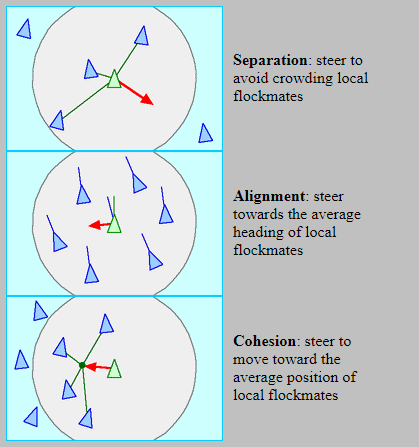 Separation: steer to
avoid crowding local
flockmates
Alignment: steer
towards the average
heading of local
flockmates
Cohesion: steer to
move toward the
average position of
local flockmates